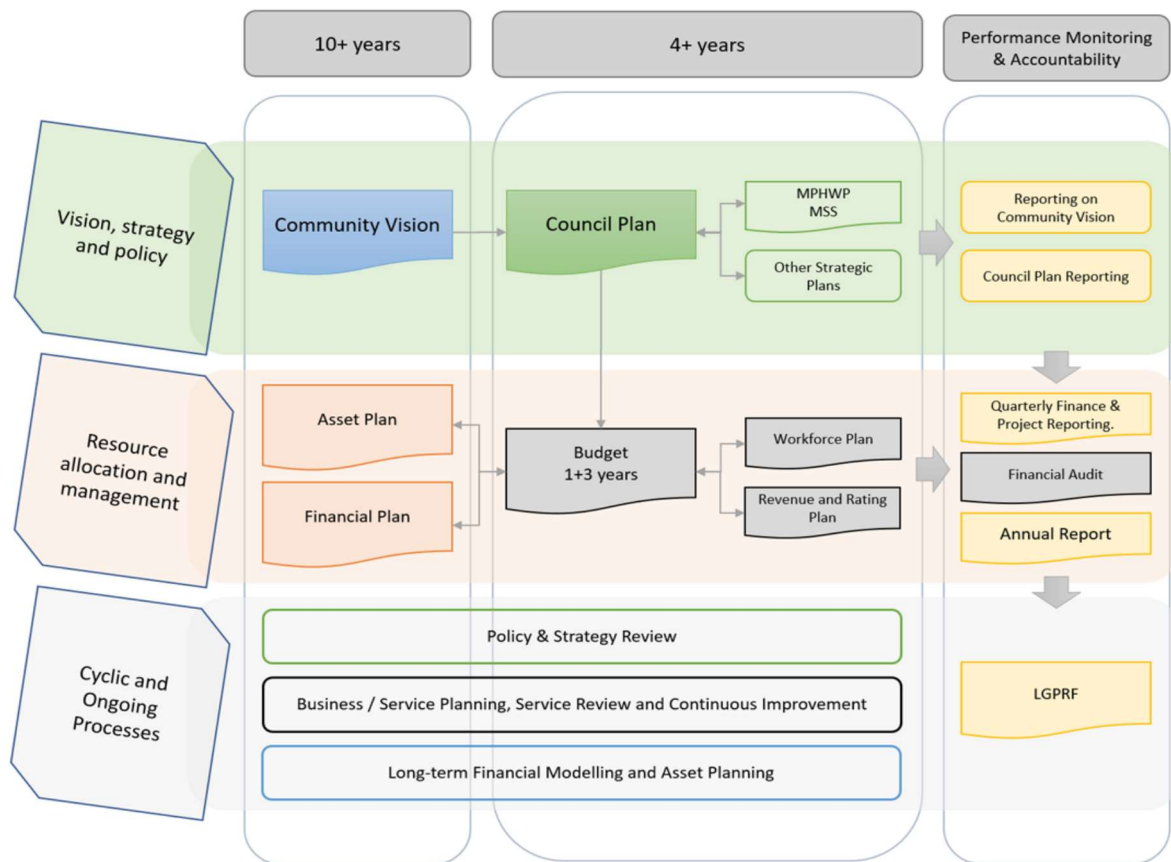 10+ years
4+ years
Performance Monitoring
& Accountability
Vision, strategy
and policy
Community Vision
Council Plan
MPHWP
MSS
Other Strategic
Plans
Reporting on
Community Vision
Council Plan Reporting
Resource
allocation and
management
Asset Plan
Financial Plan
Budget
1+3 years
Workforce Plan
Revenue and Rating
Plan
Quarterly Finance &
Project Reporting.
Financial Audit
Annual Report
Cyclic and
Ongoing
Processes
Policy & Strategy Review
Business / Service Planning, Service Review and Continuous Improvement
Long-term Financial Modelling and Asset Planning
LGPRF